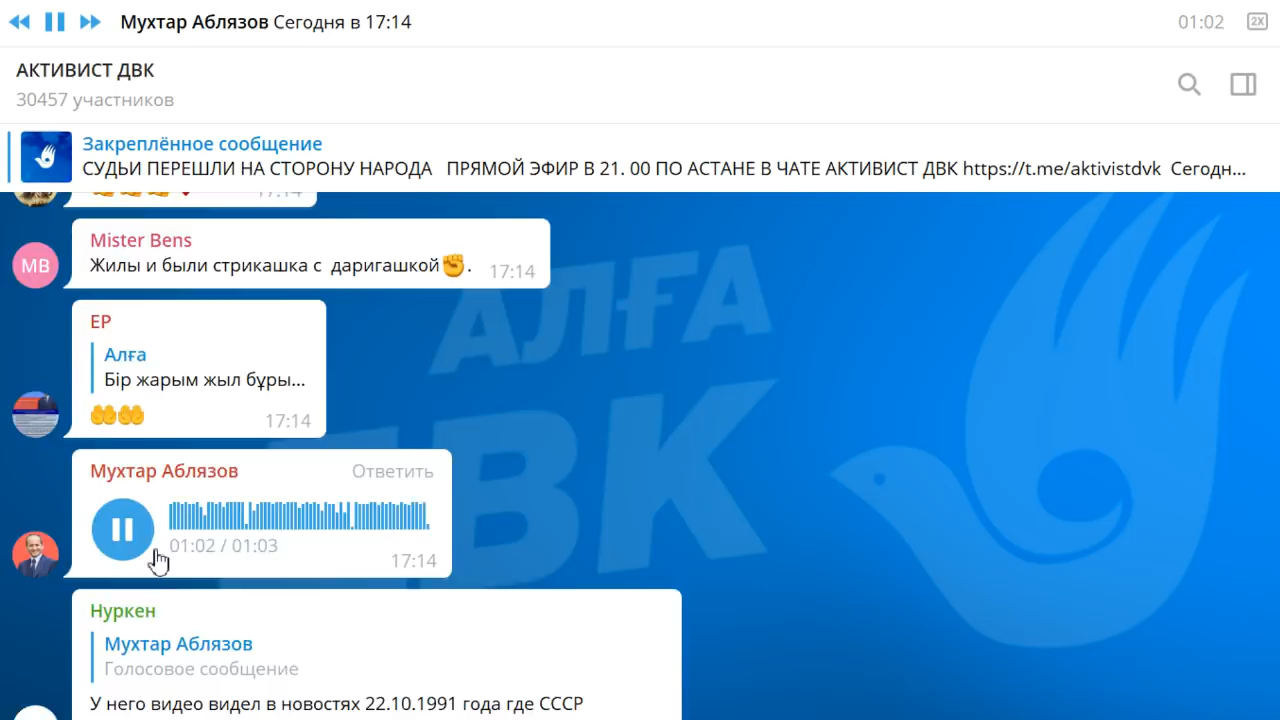 Мухтар Аблязов Сегодня в 17:14
01:02
2X
АКТИВИСТ ДВК
30457 участников
Закреплённое сообщение
СУДЬИ ПЕРЕШЛИ НА СТОРОНУ НАРОДА ПРЯМОЙ ЭФИР В 21. 00 ПО АСТАНЕ В ЧАТЕ АКТИВИСТ ДВК https://t.me/aktivistdvk Сегодн...
17:14
Mister Bens
MB
Жилы и были стрикашка с даригашкой✊.
17:14
EP
Алға
Бір жарым жыл бұры...
🤲🤲
17:14
Мухтар Аблязов Ответить
01:02 / 01:03
17:14
Нуркен
Мухтар Аблязов
Голосовое сообщение
У него видео видел в новостях 22.10.1991 года где СССР
АЛҒА
ДВК